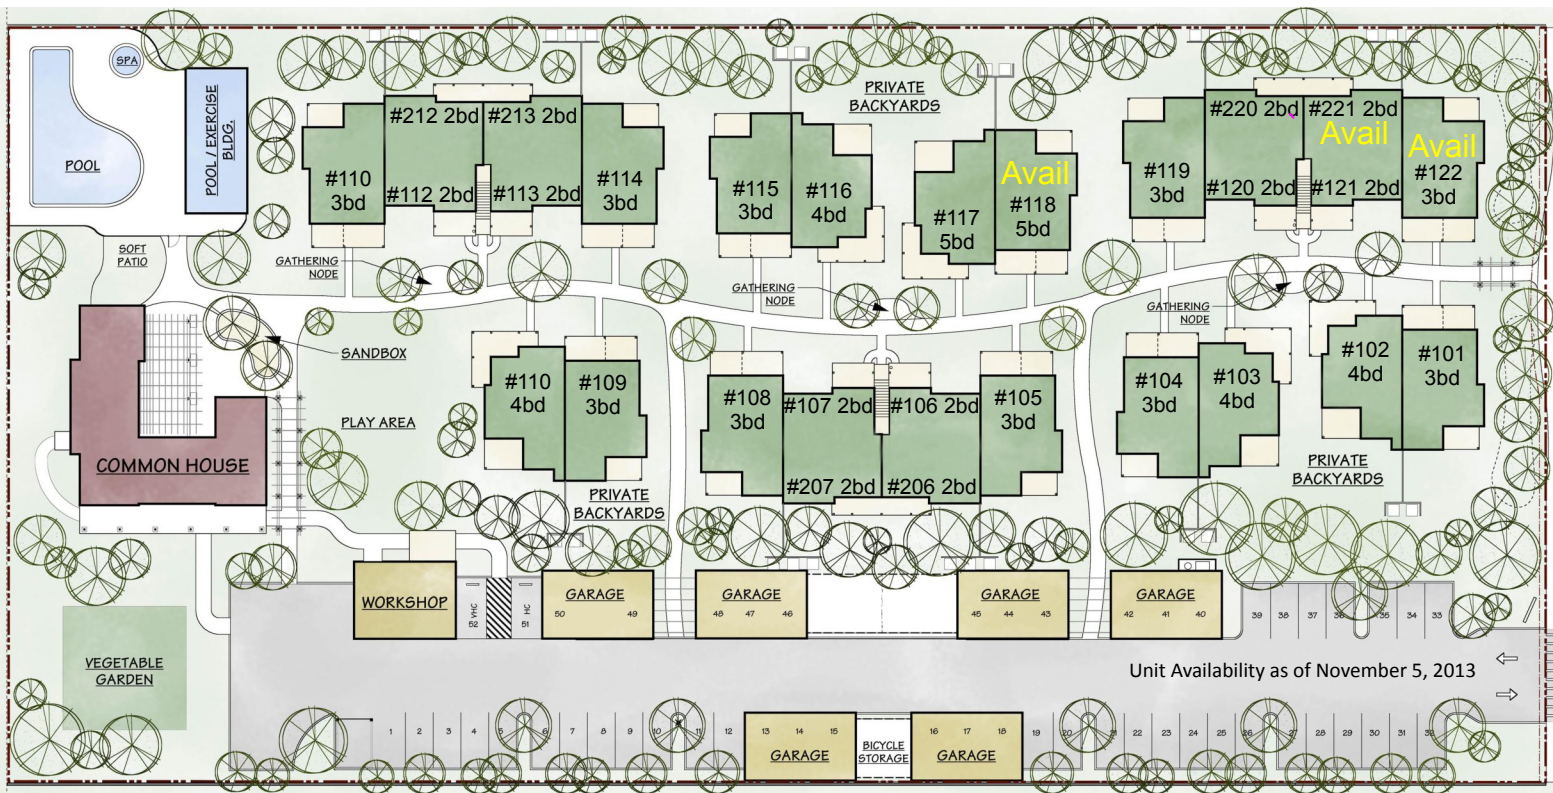 SPA
POOL
POOL / EXERCISE
BLDG.
SOFT
PATIO
#110
3bd
#212 2bd
#213 2bd
#112 2bd
#113 2bd
#114
3bd
GATHERING
NODE
#115
3bd
#116
4bd
PRIVATE
BACKYARDS
#117
5bd
Avail
#118
5bd
GATHERING
NODE
#119
3bd
#220 2bd
#221 2bd
Avail
#120 2bd
#121 2bd
Avail
#122
3bd
GATHERING
NODE
SANDBOX
PLAY AREA
COMMON HOUSE
#110
4bd
#109
3bd
PRIVATE
BACKYARDS
#108
3bd
#107 2bd
#106 2bd
#207 2bd
#206 2bd
#105
3bd
#104
3bd
#103
4bd
#102
4bd
#101
3bd
PRIVATE
BACKYARDS
WORKSHOP
52
VHC
HC
51
GARAGE
50 49
GARAGE
48 47 46
GARAGE
45 44 43
GARAGE
42 41 40
39 38 37 36 35 34 33
VEGETABLE
GARDEN
Unit Availability as of November 5, 2013
1 2 3 4 5 6 7 8 9 10 11 12
13 14 15
GARAGE
BICYCLE
STORAGE
16 17 18
GARAGE
19 20 21 22 23 24 25 26 27 28 29 30 31 32